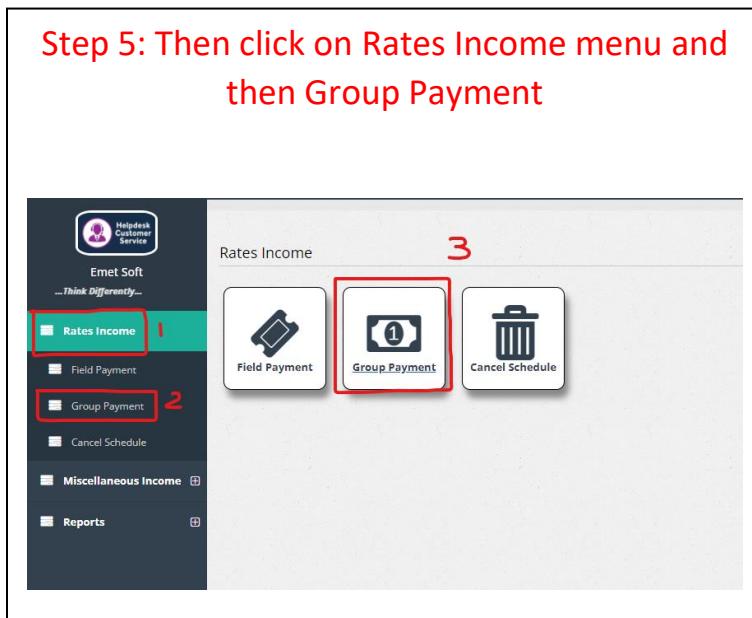 Step 5: Then click on Rates Income menu and
then Group Payment
Helpdesk
Customer
Service
Emet Soft
...Think Differently...
Rates Income 1
Field Payment
Group Payment 2
Cancel Schedule
Miscellaneous Income
Reports
Rates Income
3
1
Field Payment
Group Payment
Cancel Schedule